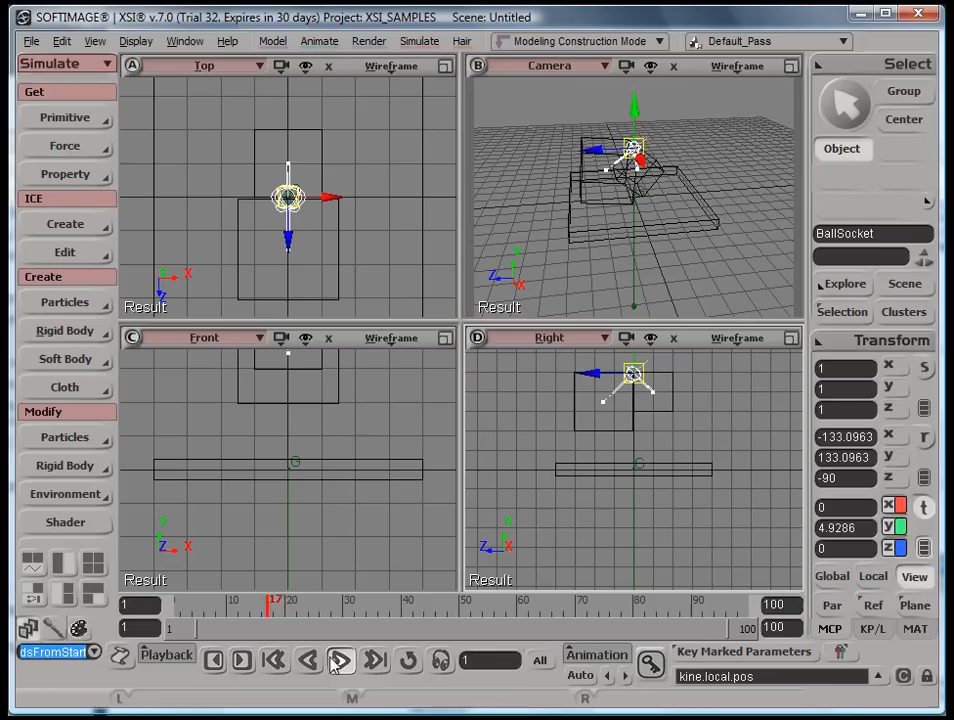 SOFTIMAGE® | XSI® v.7.0 (Trial 32. Expires in 30 days) Project: XSI_SAMPLES Scene: Untitled
File Edit View Display Window Help Model Animate Render Simulate Hair Modeling Construction Mode Default_Pass
Simulate
Get
Primitive
Force
Property
ICE
Create
Edit
Create
Particles
Rigid Body
Soft Body
Cloth
Modify
Particles
Rigid Body
Environment
Shader
A Top x Wireframe
Y X Z
Result
B Camera x Wireframe
Y Z X
Result
C Front x Wireframe
G
Y Z X
Result
D Right x Wireframe
G
Y Z X
Result
Select
Group
Center
Object
BallSocket
Explore Scene
Selection Clusters
Transform
1 x s
1 y
1 z
-133.0963 x r
133.0963 y
-90 z
0 x t
4.9286 y
0 z
Global Local View
Par Ref Plane
MCP KP/L MAT
1 10 17 20 30 40 50 60 70 80 90 100
1 1 100 100
dsFromStart Playback 1 All Animation
Auto
Key Marked Parameters
kine.local.pos
L M R